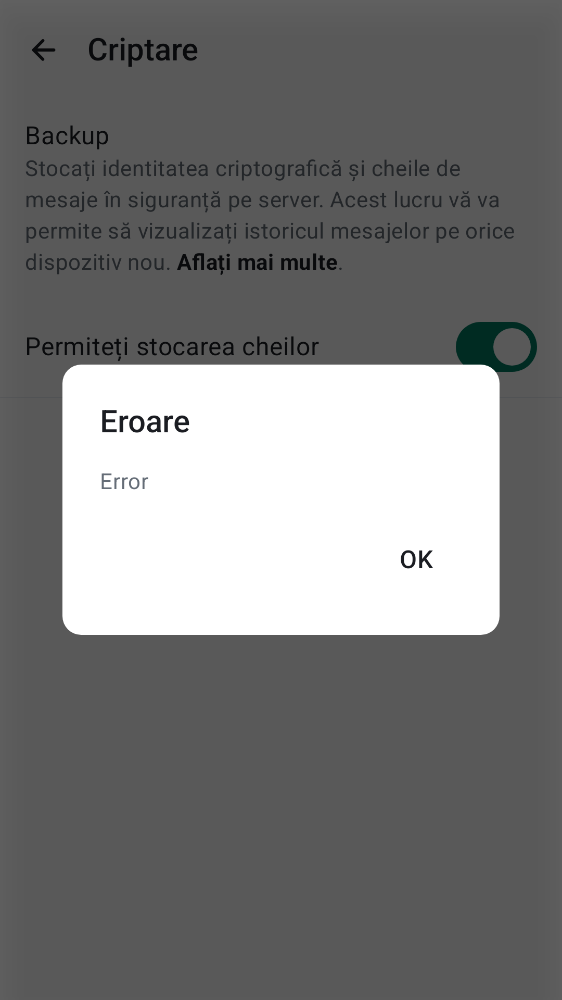 Criptare
Backup
Stocați identitatea criptografică și cheile de
mesaje în siguranță pe server. Acest lucru vă va
permite să vizualizați istoricul mesajelor pe orice
dispozitiv nou. Aflați mai multe.
Permiteți stocarea cheilor
Eroare
Error
OK